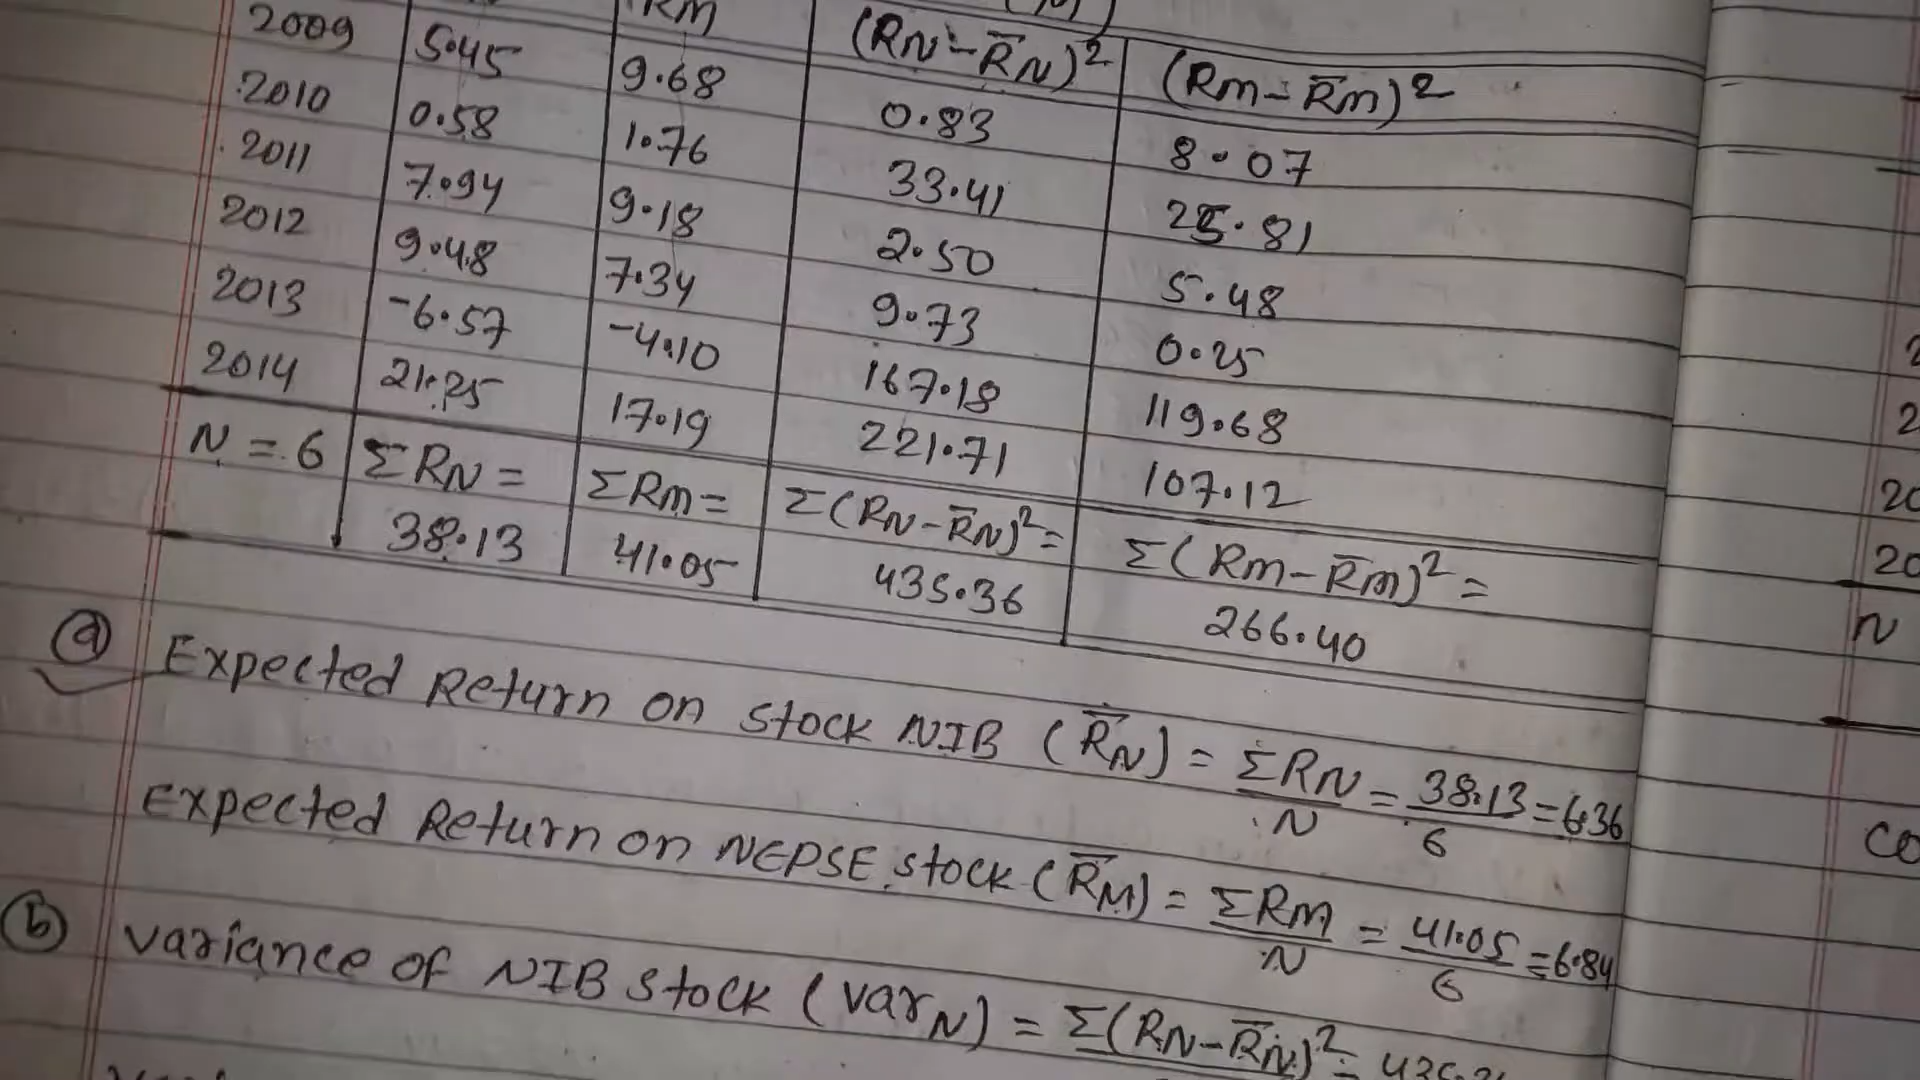 RM
(M)
2009 5.45 9.68 (RN-R̅N)² (Rm-R̅m)²
2010 0.58 1.76 0.83 8.07
2011 7.94 9.18 33.41 25.81
2012 9.48 7.34 2.50 5.48
2013 -6.57 -4.10 9.73 0.25
2014 21.25 17.19 167.18 119.68
221.71 107.12
N = 6 ΣRN = ΣRm = Σ(RN-R̅N)² = Σ(Rm-R̅m)² =
38.13 41.05 435.36 266.40
(a) Expected Return on stock NIB (R̅N) = ΣRN/N = 38.13/6 = 6.36
Expected Return on NEPSE stock (R̅M) = ΣRM/N = 41.05/6 = 6.84
(b) variance of NIB stock (varN) = Σ(RN-R̅N)² =
2
2
20
20
N
co